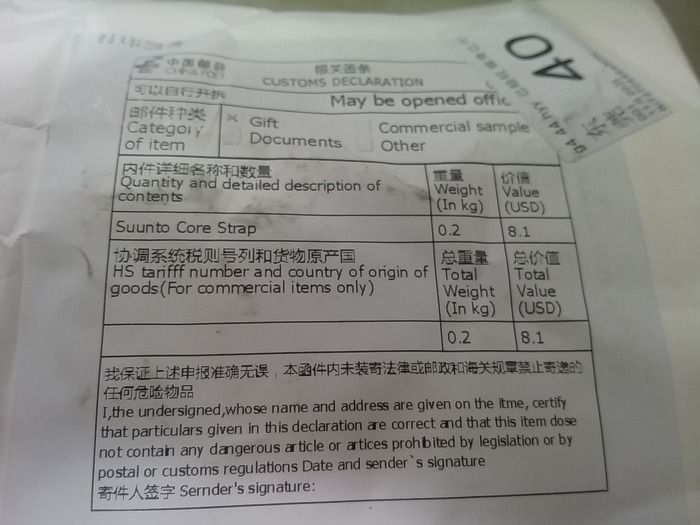 中国邮政
CHINA POST
报关签条
CUSTOMS DECLARATION
可以自行开拆
May be opened offic
40
94 44 hyy
邮件种类
Category
of item
Gift
Documents
Commercial sample
Other
内件详细名称和数量
Quantity and detailed description of
contents
重量
Weight
(In kg)
价值
Value
(USD)
Suunto Core Strap
0.2
8.1
协调系统税则号列和货物原产国
HS tarifff number and country of origin of
goods(For commercial items only)
总重量
Total
Weight
(In kg)
总价值
Total
Value
(USD)
0.2
8.1
我保证上述申报准确无误，本函件内未装寄法律或邮政和海关规章禁止寄递的
任何危险物品
I,the undersigned,whose name and address are given on the itme, certify
that particulars given in this declaration are correct and that this item dose
not contain any dangerous article or artices prohibited by legislation or by
postal or customs regulations Date and sender`s signature
寄件人签字 Sernder's signature: